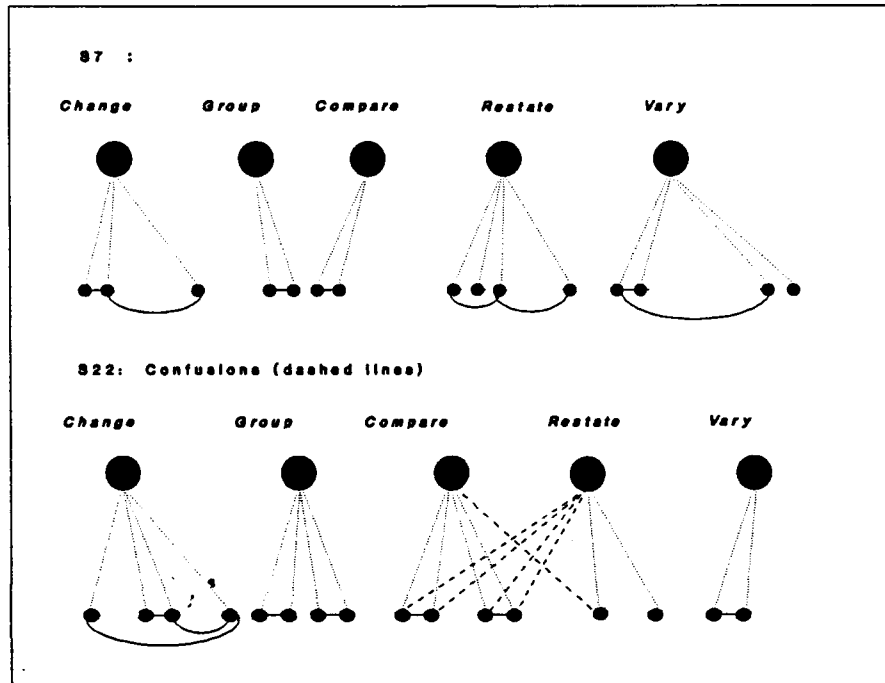 S7 :
Change Group Compare Restate Vary
S22: Confusions (dashed lines)
Change Group Compare Restate Vary